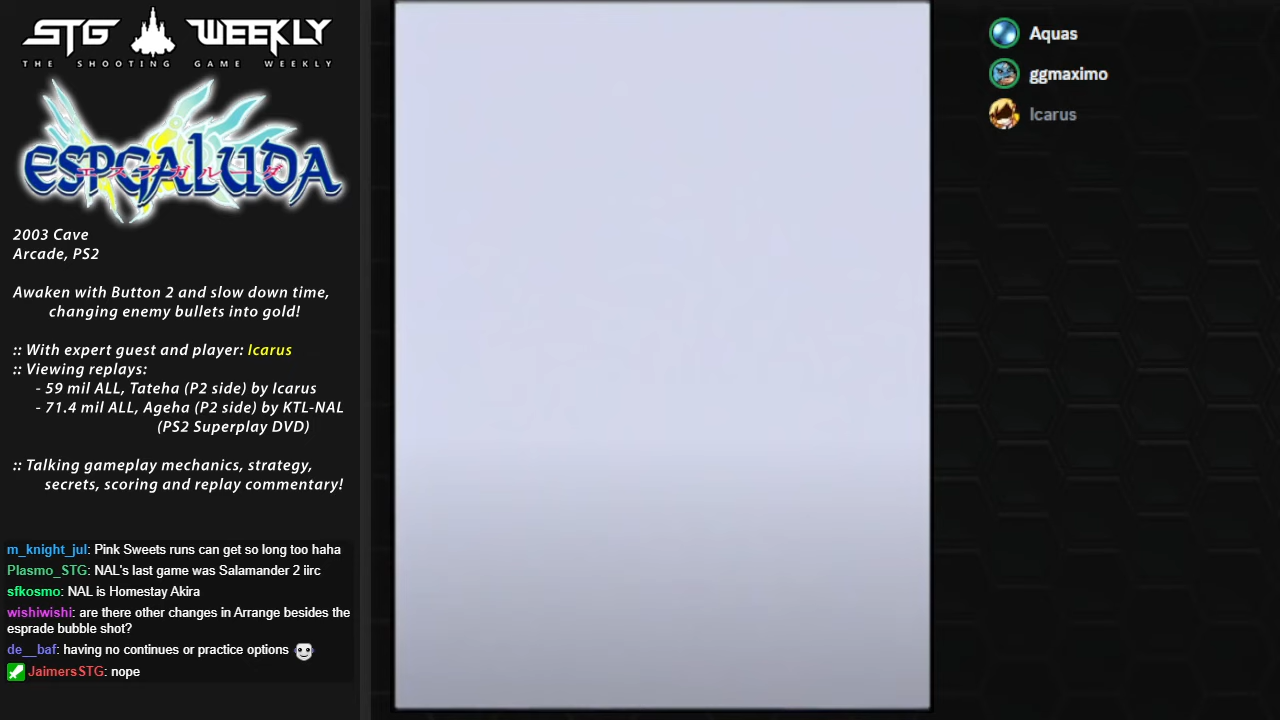 STG WEEKLY
THE SHOOTING GAME WEEKLY
ESPGALUDA
エスプガルーダ
2003 Cave
Arcade, PS2
Awaken with Button 2 and slow down time,
changing enemy bullets into gold!
:: With expert guest and player: Icarus
:: Viewing replays:
- 59 mil ALL, Tateha (P2 side) by Icarus
- 71.4 mil ALL, Ageha (P2 side) by KTL-NAL
(PS2 Superplay DVD)
:: Talking gameplay mechanics, strategy,
secrets, scoring and replay commentary!
m_knight_jul: Pink Sweets runs can get so long too haha
Plasmo_STG: NAL's last game was Salamander 2 iirc
sfkosmo: NAL is Homestay Akira
wishiwishi: are there other changes in Arrange besides the
esprade bubble shot?
de__baf: having no continues or practice options
JaimersSTG: nope
Aquas
ggmaximo
Icarus